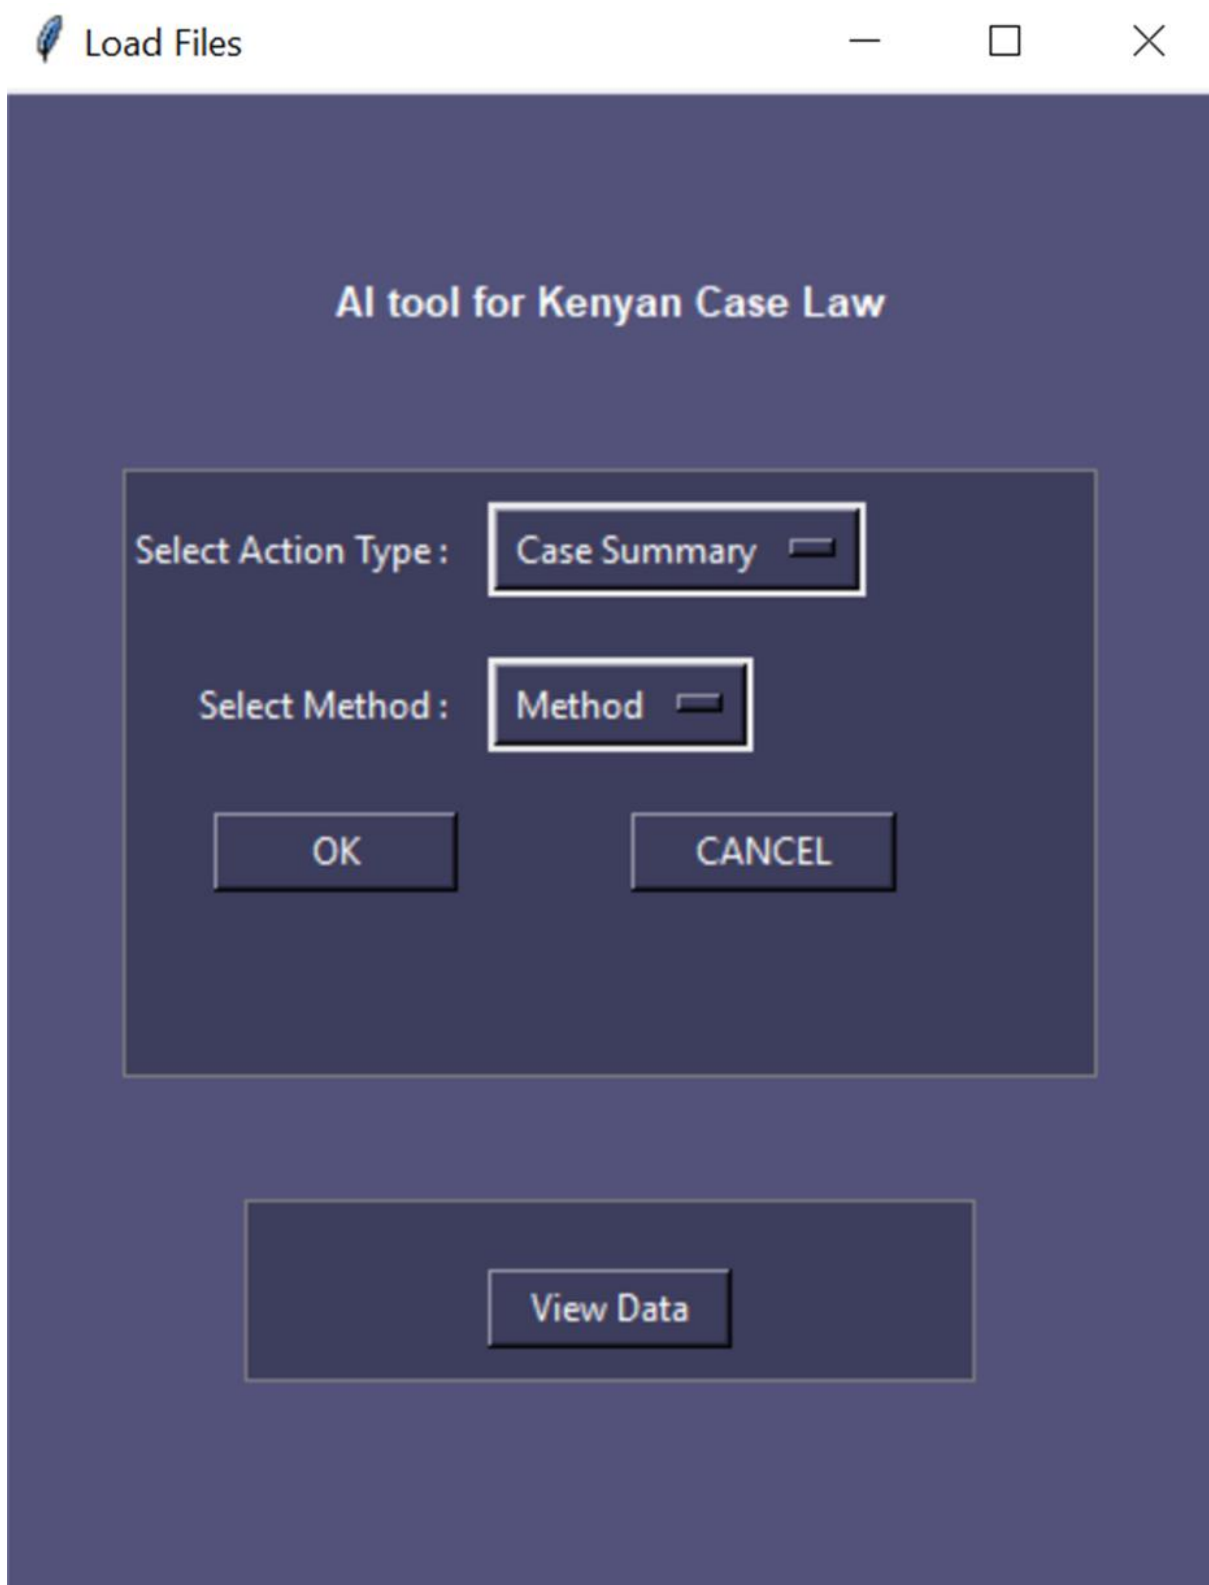 Load Files
AI tool for Kenyan Case Law
Select Action Type : Case Summary
Select Method : Method
OK CANCEL
View Data